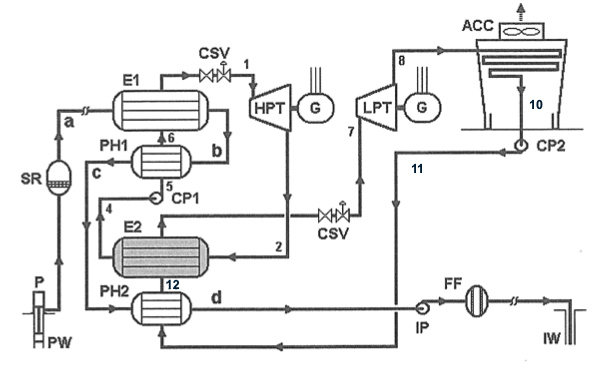 ACC
CSV
1
8
E1
HPT
G
LPT
G
10
a
6
b
7
PH1
CP2
c
11
SR
5
4
CP1
E2
CSV
2
P
12
PH2
d
FF
PW
IP
IW